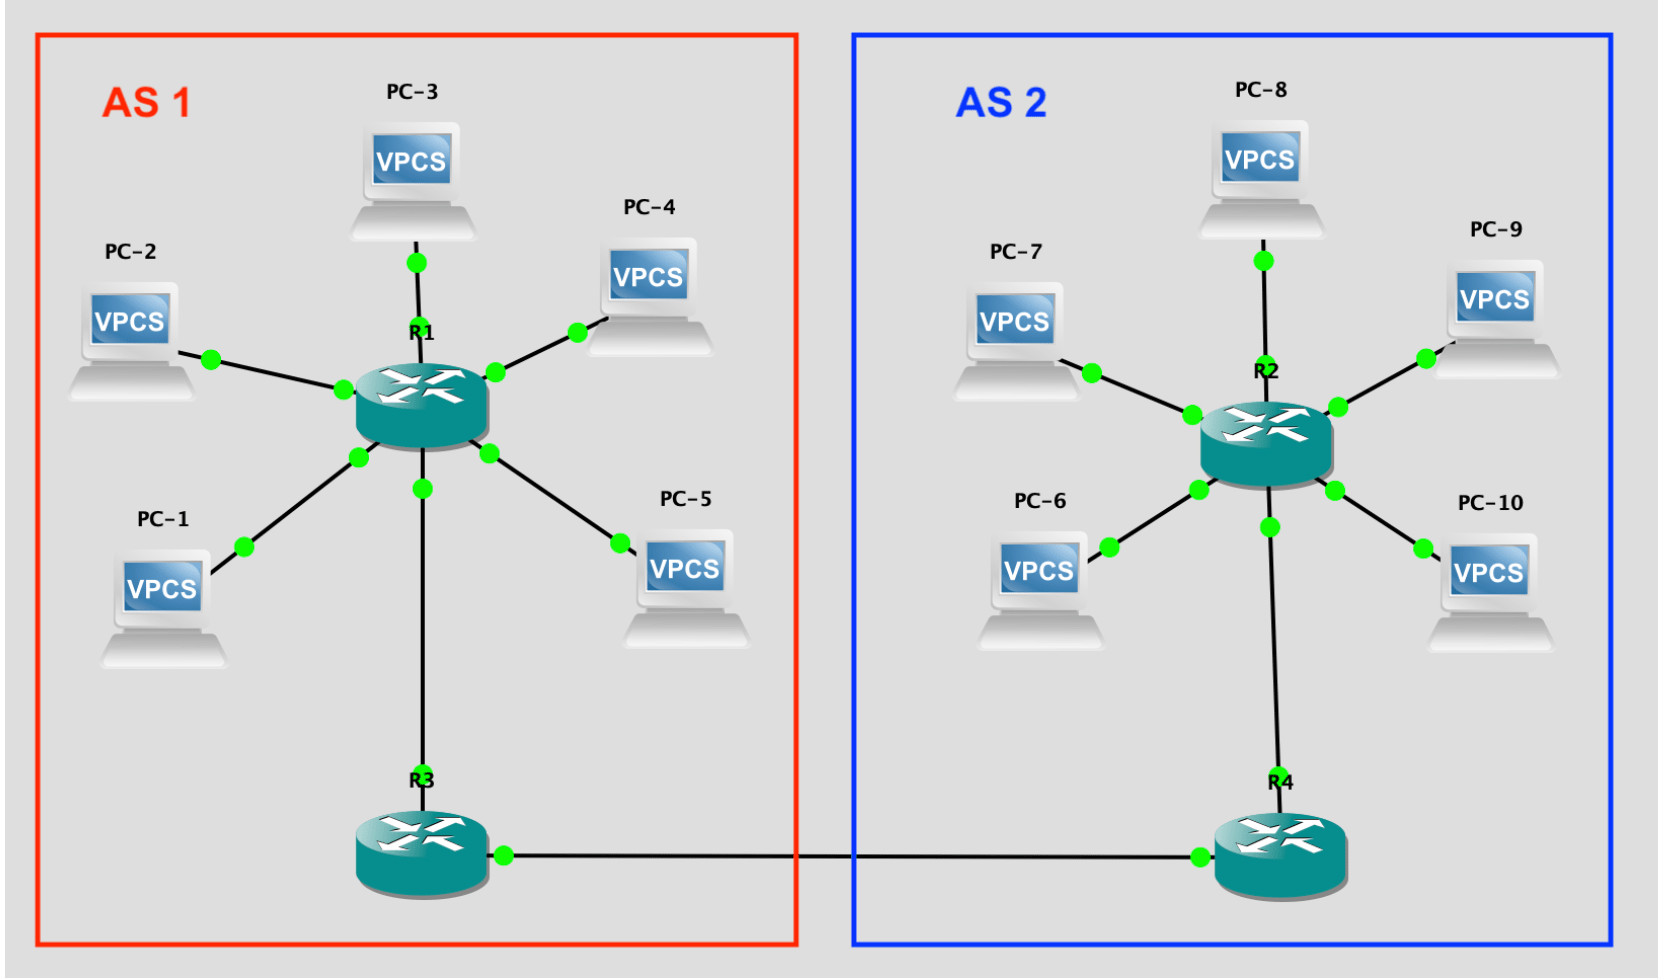 AS 1
PC-3
VPCS
PC-4
VPCS
PC-2
VPCS
R1
PC-5
VPCS
PC-1
VPCS
R3
AS 2
PC-8
VPCS
PC-9
VPCS
PC-7
VPCS
R2
PC-6
VPCS
PC-10
VPCS
R4